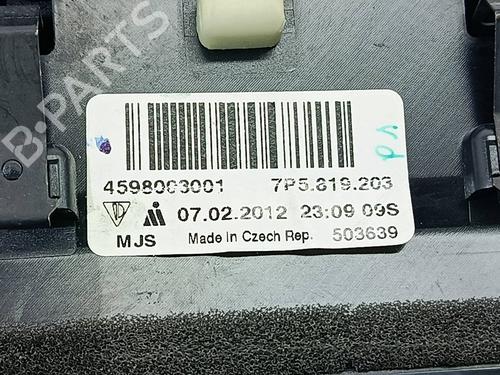 B-PARTS
4598003001 7P5.819.203
07.02.2012 23:09 09S
MJS Made in Czech Rep. 503639